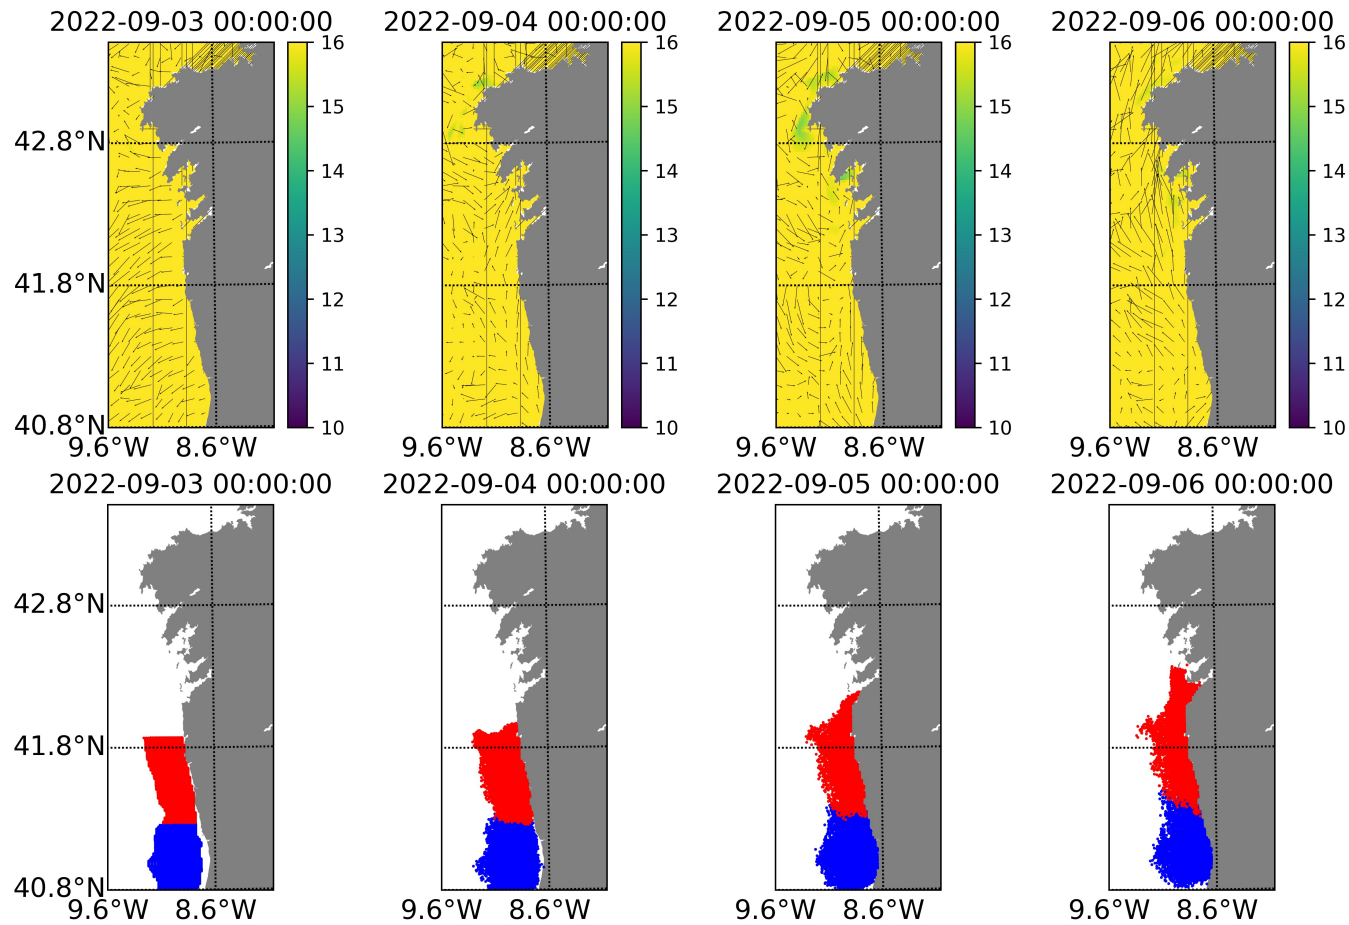 2022-09-03 00:00:00 2022-09-04 00:00:00 2022-09-05 00:00:00 2022-09-06 00:00:00
16 16 16 16
15 15 15 15
42.8°N
14 14 14 14
13 13 13 13
41.8°N
12 12 12 12
11 11 11 11
40.8°N 10 10 10 10
9.6°W 8.6°W 9.6°W 8.6°W 9.6°W 8.6°W 9.6°W 8.6°W
2022-09-03 00:00:00 2022-09-04 00:00:00 2022-09-05 00:00:00 2022-09-06 00:00:00
42.8°N
41.8°N
40.8°N
9.6°W 8.6°W 9.6°W 8.6°W 9.6°W 8.6°W 9.6°W 8.6°W